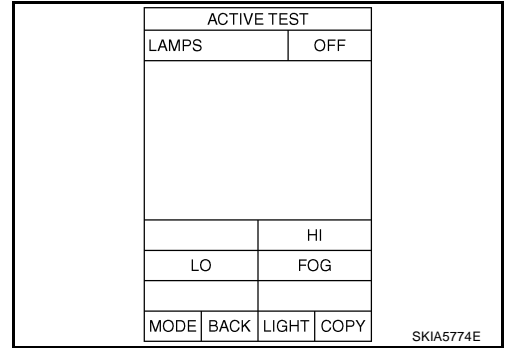 ACTIVE TEST
LAMPS OFF
HI
LO FOG
MODE BACK LIGHT COPY
SKIA5774E